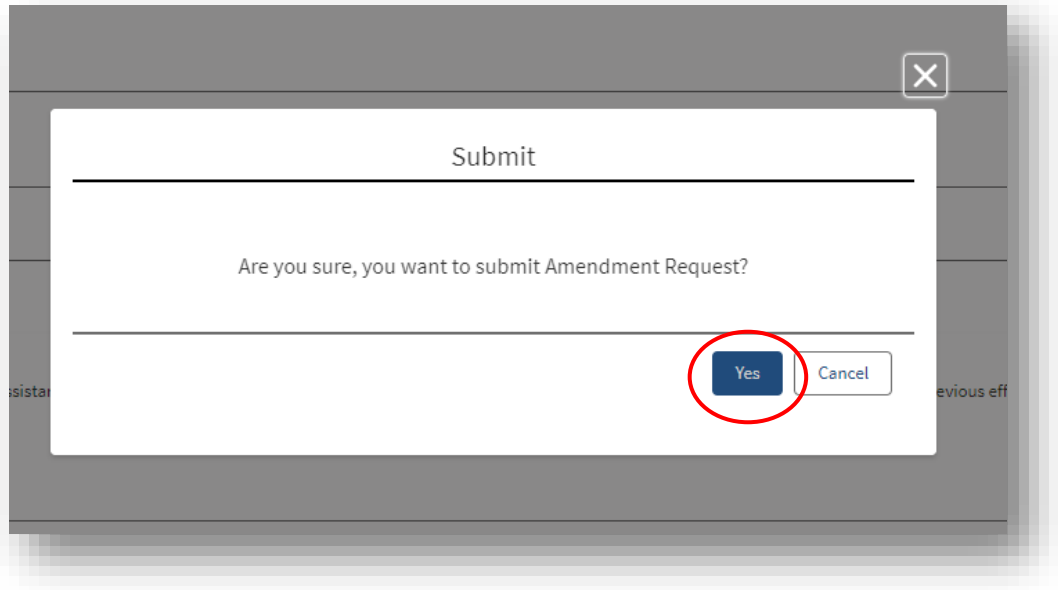 Submit
Are you sure, you want to submit Amendment Request?
Yes Cancel